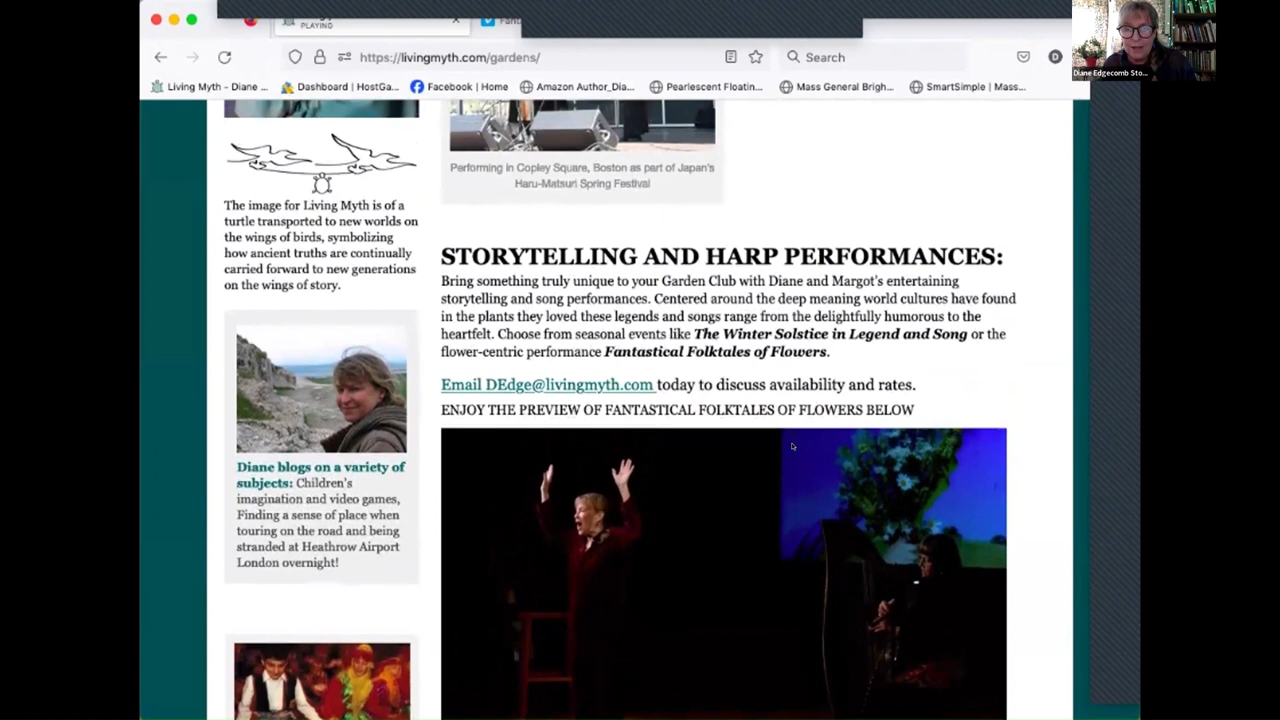 PLAYING
Fant
https://livingmyth.com/gardens/
Search
D
Living Myth - Diane ...
Dashboard | HostGa...
Facebook | Home
Amazon Author_Dia...
Pearlescent Floatin...
Mass General Brigh...
SmartSimple | Mass...
Diane Edgecomb Sto...
Performing in Copley Square, Boston as part of Japan's
Haru-Matsuri Spring Festival
The image for Living Myth is of a
turtle transported to new worlds on
the wings of birds, symbolizing
how ancient truths are continually
carried forward to new generations
on the wings of story.
Diane blogs on a variety of
subjects: Children's
imagination and video games,
Finding a sense of place when
touring on the road and being
stranded at Heathrow Airport
London overnight!
STORYTELLING AND HARP PERFORMANCES:
Bring something truly unique to your Garden Club with Diane and Margot's entertaining
storytelling and song performances. Centered around the deep meaning world cultures have found
in the plants they loved these legends and songs range from the delightfully humorous to the
heartfelt. Choose from seasonal events like The Winter Solstice in Legend and Song or the
flower-centric performance Fantastical Folktales of Flowers.
Email DEdge@livingmyth.com today to discuss availability and rates.
ENJOY THE PREVIEW OF FANTASTICAL FOLKTALES OF FLOWERS BELOW